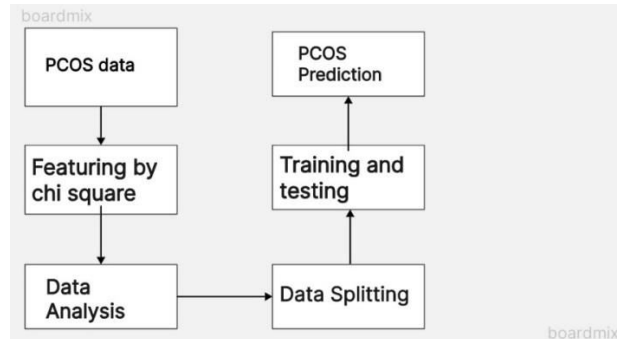 boardmix
PCOS data
Featuring by
chi square
Data
Analysis
Data Splitting
Training and
testing
PCOS
Prediction
boardmix